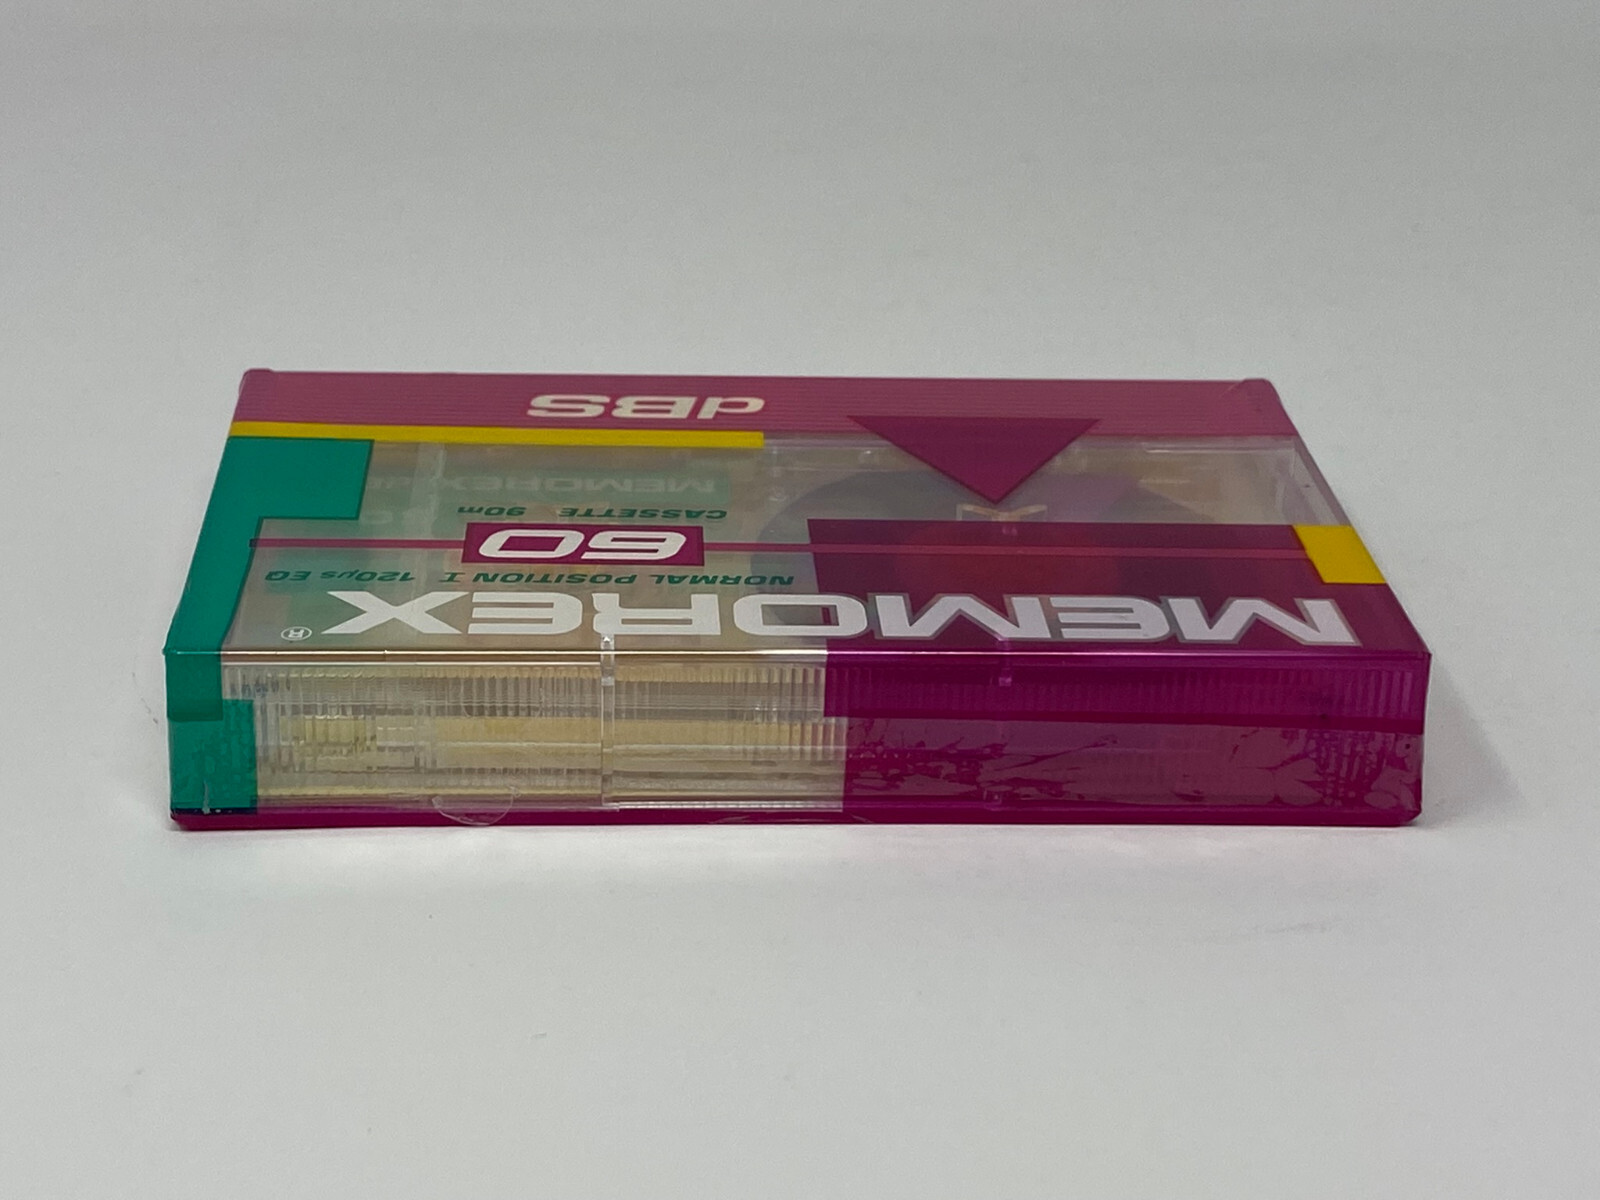 MEMOREX®
NORMAL POSITION I 120µs EQ
60
CASSETTE 90m
MEMOREX
dBS